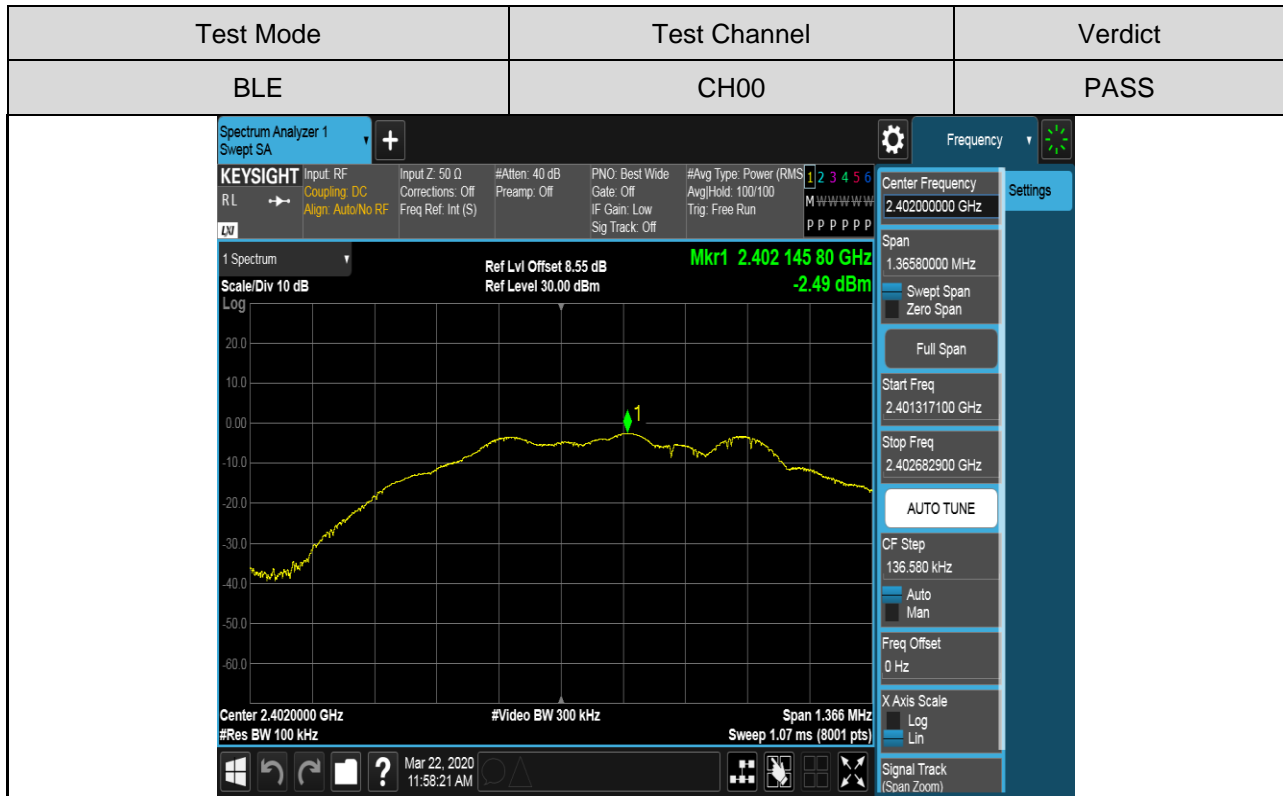 Test Mode Test Channel Verdict
BLE CH00 PASS
Spectrum Analyzer 1
Swept SA
+
Frequency
KEYSIGHT
RL
LXI
Input: RF
Coupling: DC
Align: Auto/No RF
Input Z: 50 Ω
Corrections: Off
Freq Ref: Int (S)
#Atten: 40 dB
Preamp: Off
PNO: Best Wide
Gate: Off
IF Gain: Low
Sig Track: Off
#Avg Type: Power (RMS
Avg|Hold: 100/100
Trig: Free Run
1 2 3 4 5 6
M W W W W W
P P P P P P
1 Spectrum
Scale/Div 10 dB
Ref Lvl Offset 8.55 dB
Ref Level 30.00 dBm
Mkr1 2.402 145 80 GHz
-2.49 dBm
Log
20.0
10.0
0.00
-10.0
-20.0
-30.0
-40.0
-50.0
-60.0
1
Center 2.4020000 GHz
#Res BW 100 kHz
#Video BW 300 kHz
Span 1.366 MHz
Sweep 1.07 ms (8001 pts)
?
Mar 22, 2020
11:58:21 AM
Center Frequency
2.402000000 GHz
Span
1.36580000 MHz
Swept Span
Zero Span
Full Span
Start Freq
2.401317100 GHz
Stop Freq
2.402682900 GHz
AUTO TUNE
CF Step
136.580 kHz
Auto
Man
Freq Offset
0 Hz
X Axis Scale
Log
Lin
Signal Track
(Span Zoom)
Settings